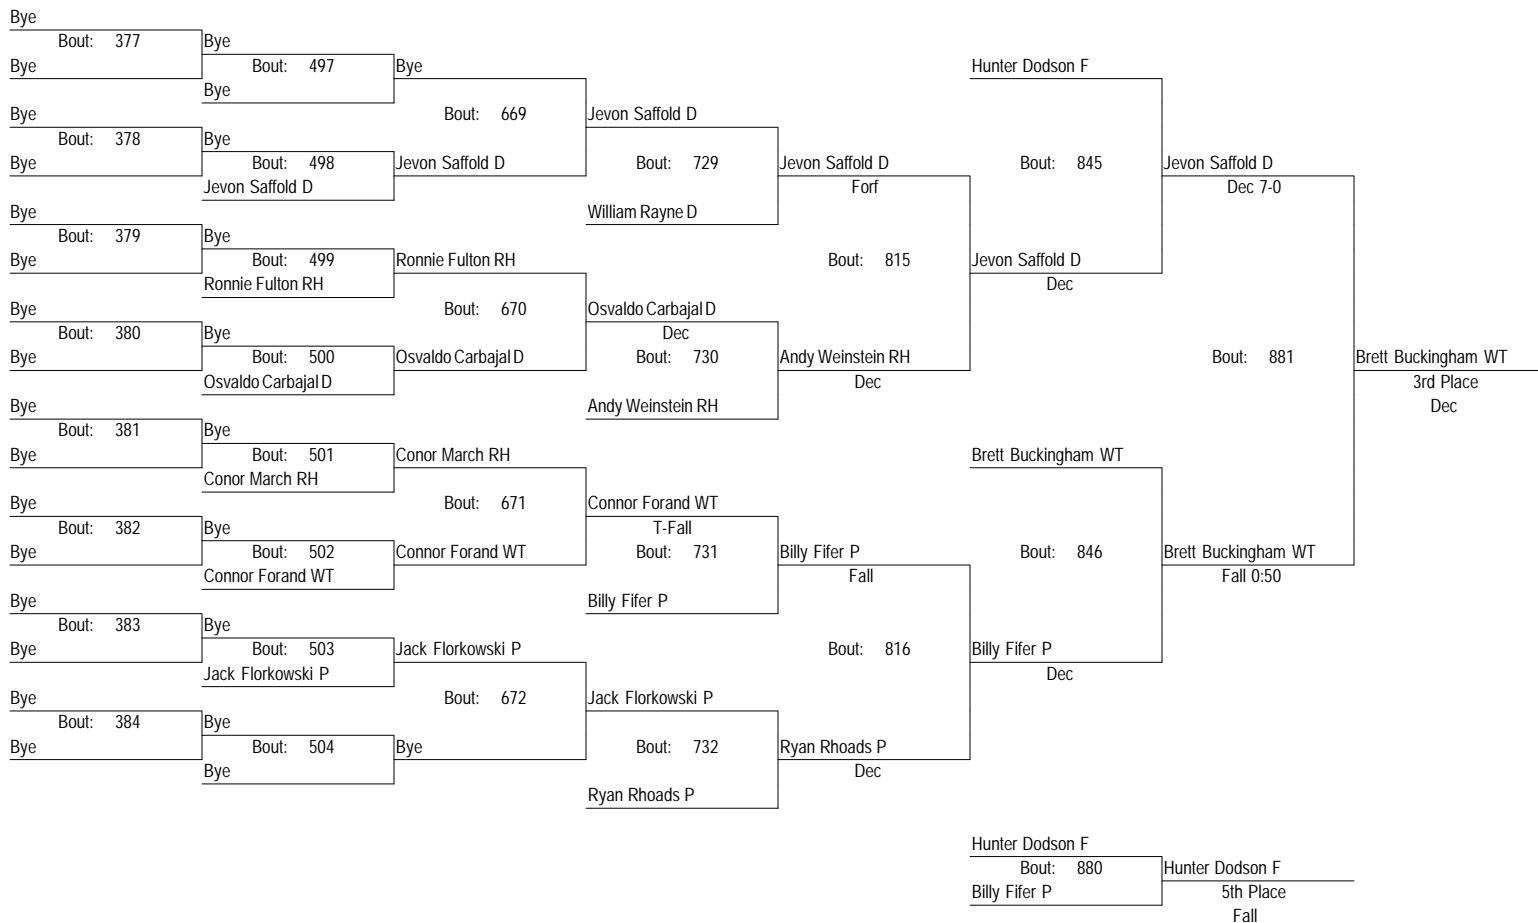 Bye
Bout: 377 Bye
Bye Bout: 497 Bye Hunter Dodson F
Bye
Bye Bout: 669 Jevon Saffold D
Bout: 378 Bye
Bye Bout: 498 Jevon Saffold D Bout: 729 Jevon Saffold D Bout: 845 Jevon Saffold D
Jevon Saffold D Forf Dec 7-0
Bye William Rayne D
Bout: 379 Bye
Bye Bout: 499 Ronnie Fulton RH Bout: 815 Jevon Saffold D
Ronnie Fulton RH Dec
Bye Bout: 670 Osvaldo Carbajal D
Bout: 380 Bye Dec
Bye Bout: 500 Osvaldo Carbajal D Bout: 730 Andy Weinstein RH Bout: 881 Brett Buckingham WT
Osvaldo Carbajal D Dec 3rd Place
Bye Andy Weinstein RH Dec
Bout: 381 Bye
Bye Bout: 501 Conor March RH Brett Buckingham WT
Conor March RH
Bye Bout: 671 Connor Forand WT
Bout: 382 Bye T-Fall
Bye Bout: 502 Connor Forand WT Bout: 731 Billy Fifer P Bout: 846 Brett Buckingham WT
Connor Forand WT Fall Fall 0:50
Bye Billy Fifer P
Bout: 383 Bye
Bye Bout: 503 Jack Florkowski P Bout: 816 Billy Fifer P
Jack Florkowski P Dec
Bye Bout: 672 Jack Florkowski P
Bout: 384 Bye
Bye Bout: 504 Bye Bout: 732 Ryan Rhoads P
Bye Dec
Ryan Rhoads P
Hunter Dodson F
Bout: 880 Hunter Dodson F
Billy Fifer P 5th Place
Fall